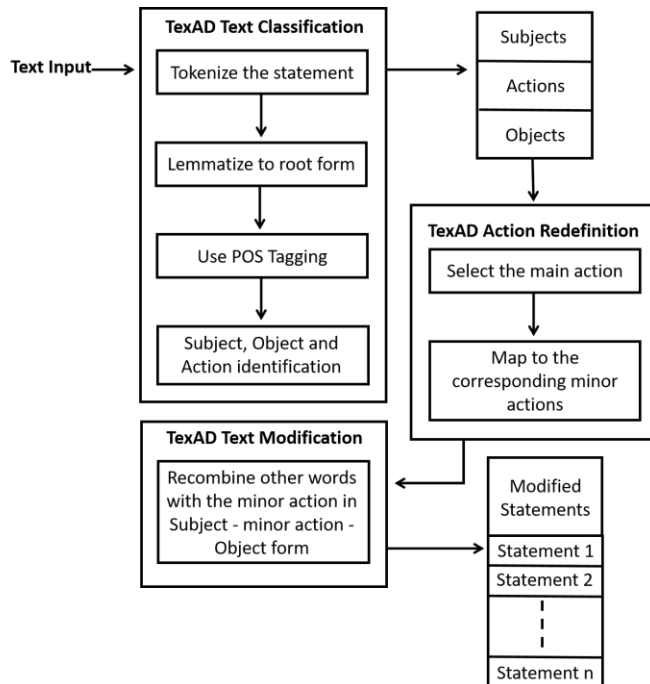 TexAD Text Classification
Text Input
Tokenize the statement
Lemmatize to root form
Use POS Tagging
Subject, Object and
Action identification
Subjects
Actions
Objects
TexAD Action Redefinition
Select the main action
Map to the
corresponding minor
actions
TexAD Text Modification
Recombine other words
with the minor action in
Subject - minor action -
Object form
Modified
Statements
Statement 1
Statement 2
Statement n